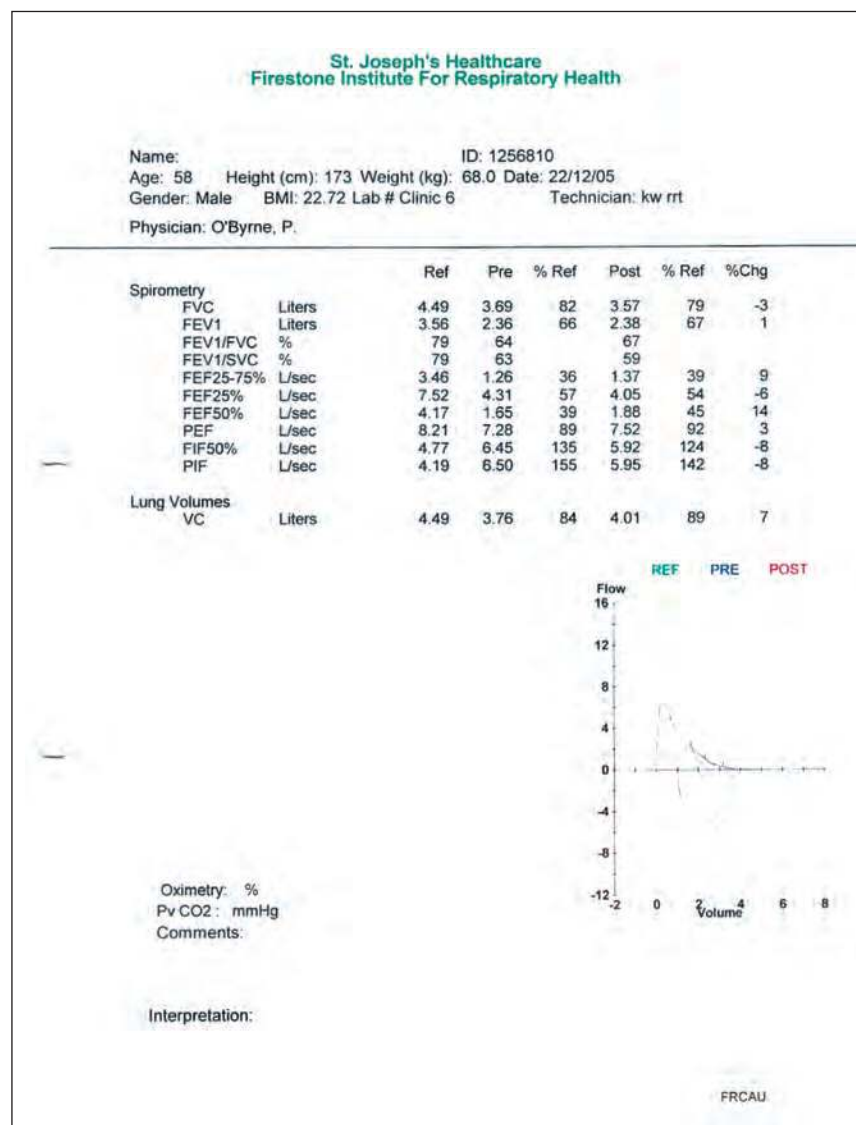 St. Joseph's Healthcare
Firestone Institute For Respiratory Health
Name: ID: 1256810
Age: 58 Height (cm): 173 Weight (kg): 68.0 Date: 22/12/05
Gender: Male BMI: 22.72 Lab # Clinic 6 Technician: kw rrt
Physician: O'Byrne, P.
Ref Pre % Ref Post % Ref %Chg
Spirometry
FVC Liters 4.49 3.69 82 3.57 79 -3
FEV1 Liters 3.56 2.36 66 2.38 67 1
FEV1/FVC % 79 64 67
FEV1/SVC % 79 63 59
FEF25-75% L/sec 3.46 1.26 36 1.37 39 9
FEF25% L/sec 7.52 4.31 57 4.05 54 -6
FEF50% L/sec 4.17 1.65 39 1.88 45 14
PEF L/sec 8.21 7.28 89 7.52 92 3
FIF50% L/sec 4.77 6.45 135 5.92 124 -8
PIF L/sec 4.19 6.50 155 5.95 142 -8
Lung Volumes
VC Liters 4.49 3.76 84 4.01 89 7
REF PRE POST
Flow
16
12
8
4
0
-4
-8
-12
-2 0 2 4 6 8
Volume
Oximetry: %
Pv CO2 : mmHg
Comments:
Interpretation:
FRCAU